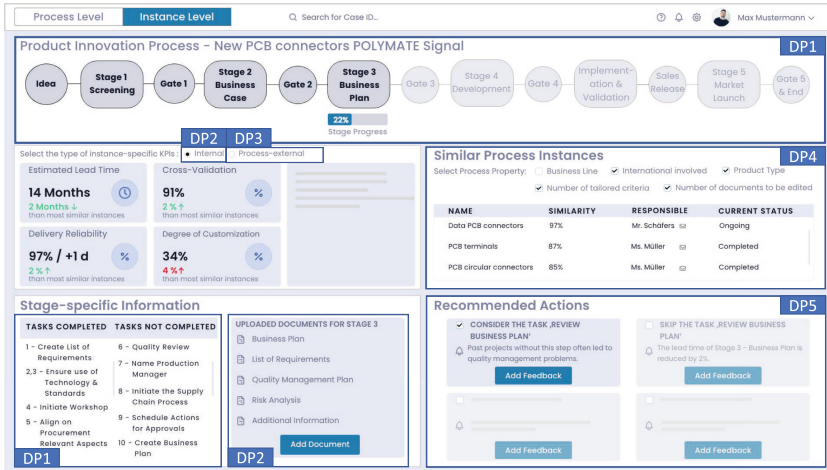 Process Level
Instance Level
Search for Case ID...
Max Mustermann
Product Innovation Process - New PCB connectors POLYMATE Signal
DP1
Idea
Stage 1
Screening
Gate 1
Stage 2
Business
Case
Gate 2
Stage 3
Business
Plan
Gate 3
Stage 4
Development
Gate 4
Implement-
ation &
Validation
Sales
Release
Stage 5
Market
Launch
Gate 5
& End
22%
Stage Progress
DP2
DP3
Select the type of instance-specific KPIs:
Internal
Process-external
Estimated Lead Time
14 Months
2 Months ↓
than most similar instances
Cross-Validation
91%
%
2 % ↑
than most similar instances
Delivery Reliability
97% / +1 d
%
2 % ↑
than most similar instances
Degree of Customization
34%
%
4 % ↑
than most similar instances
Similar Process Instances
DP4
Select Process Property:
Business Line
International involved
Product Type
Number of tailored criteria
Number of documents to be edited
NAME SIMILARITY RESPONSIBLE CURRENT STATUS
Data PCB connectors 97% Mr. Schäfers Ongoing
PCB terminals 87% Ms. Müller Completed
PCB circular connectors 85% Ms. Müller Completed
Stage-specific Information
TASKS COMPLETED
1 - Create List of
Requirements
2,3 - Ensure use of
Technology &
Standards
4 - Initiate Workshop
5 - Align on
Procurement
Relevant Aspects
DP1
TASKS NOT COMPLETED
6 - Quality Review
7 - Name Production
Manager
8 - Initiate the Supply
Chain Process
9 - Schedule Actions
for Approvals
10 - Create Business
Plan
UPLOADED DOCUMENTS FOR STAGE 3
Business Plan
List of Requirements
Quality Management Plan
Risk Analysis
Additional Information
Add Document
DP2
Recommended Actions
DP5
CONSIDER THE TASK ‚REVIEW
BUSINESS PLAN'
Past projects without this step often led to
quality management problems.
Add Feedback
SKIP THE TASK ‚REVIEW BUSINESS
PLAN'
The lead time of Stage 3 - Business Plan is
reduced by 2%.
Add Feedback
Add Feedback
Add Feedback